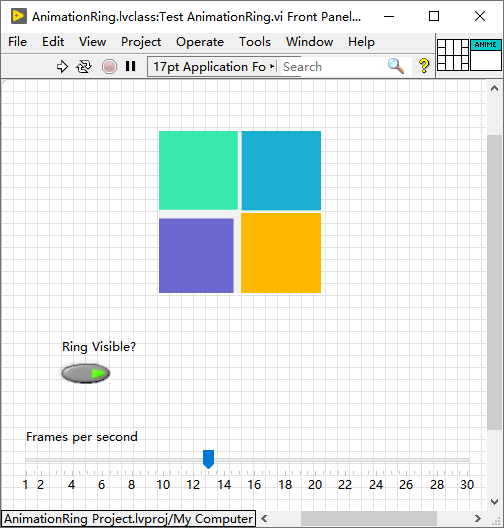 AnimationRing.lvclass:Test AnimationRing.vi Front Panel...
File Edit View Project Operate Tools Window Help
17pt Application Fo Search ?
ANIME
Ring Visible?
Frames per second
1 2 4 6 8 10 12 14 16 18 20 22 24 26 28 30
AnimationRing Project.lvproj/My Computer